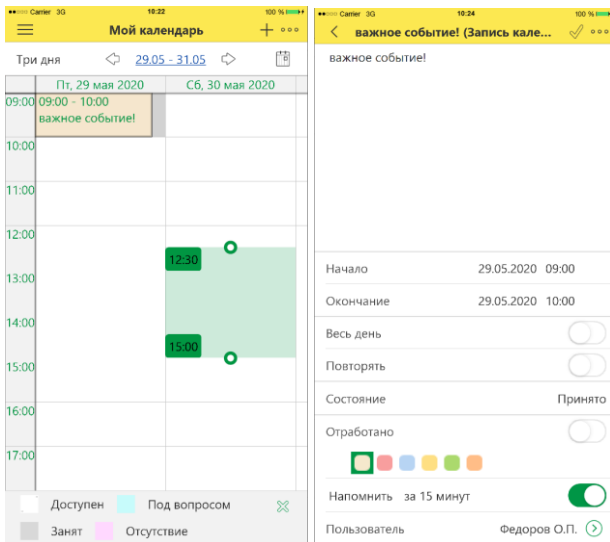 Carrier 3G 10:22 100 %
Мой календарь
Три дня 29.05 - 31.05
Пт, 29 мая 2020 Сб, 30 мая 2020
09:00 09:00 - 10:00
важное событие!
10:00
11:00
12:00
12:30
13:00
14:00
15:00
15:00
16:00
17:00
Доступен Под вопросом
Занят Отсутствие
Carrier 3G 10:24 100 %
важное событие! (Запись кале...
важное событие!
Начало 29.05.2020 09:00
Окончание 29.05.2020 10:00
Весь день
Повторять
Состояние Принято
Отработано
Напомнить за 15 минут
Пользователь Федоров О.П.